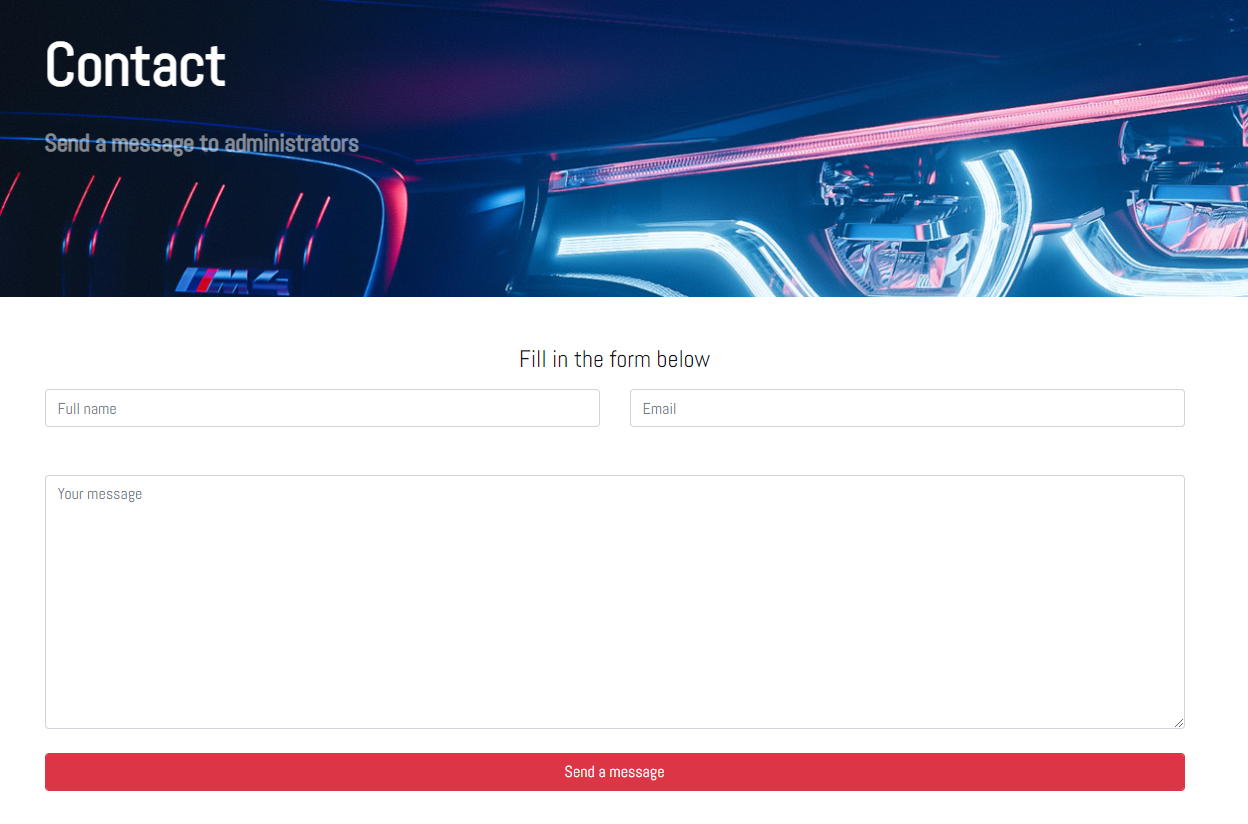 Contact
Send a message to administrators
M4
Fill in the form below
Full name
Email
Your message
Send a message